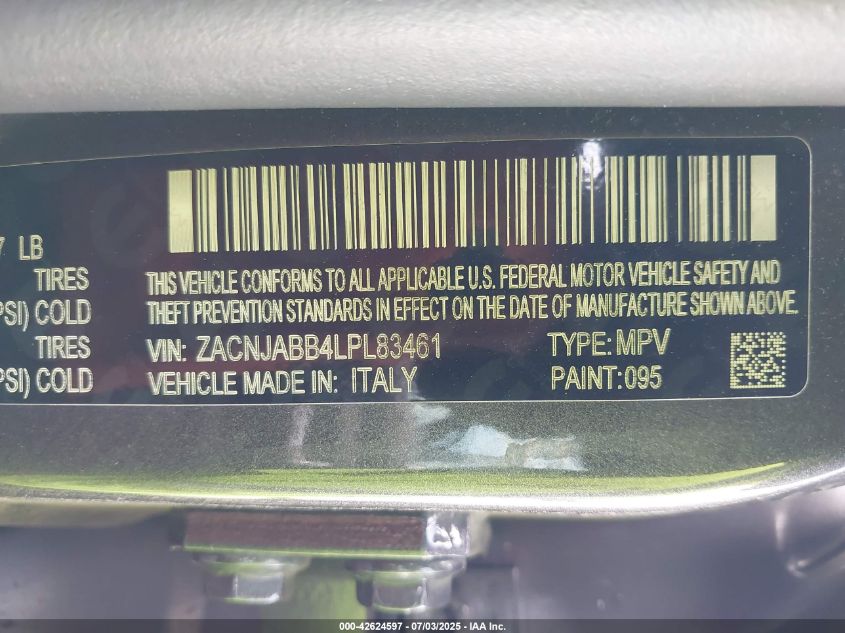 7 LB
TIRES
PSI) COLD
TIRES
PSI) COLD
THIS VEHICLE CONFORMS TO ALL APPLICABLE U.S. FEDERAL MOTOR VEHICLE SAFETY AND
THEFT PREVENTION STANDARDS IN EFFECT ON THE DATE OF MANUFACTURE SHOWN ABOVE.
VIN: ZACNJABB4LPL83461 TYPE: MPV
VEHICLE MADE IN: ITALY PAINT: 095
000-42624597 - 07/03/2025 - IAA Inc.